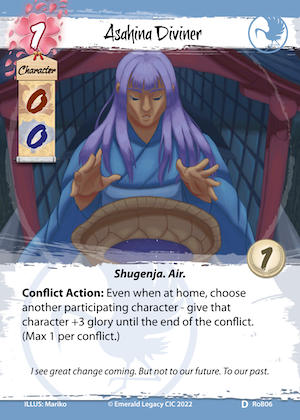 1
Asahina Diviner
Character
0
0
1
Shugenja. Air.
Conflict Action: Even when at home, choose
another participating character - give that
character +3 glory until the end of the conflict.
(Max 1 per conflict.)
I see great change coming. But not to our future. To our past.
ILLUS: Mariko © Emerald Legacy CIC 2022 D RoB06